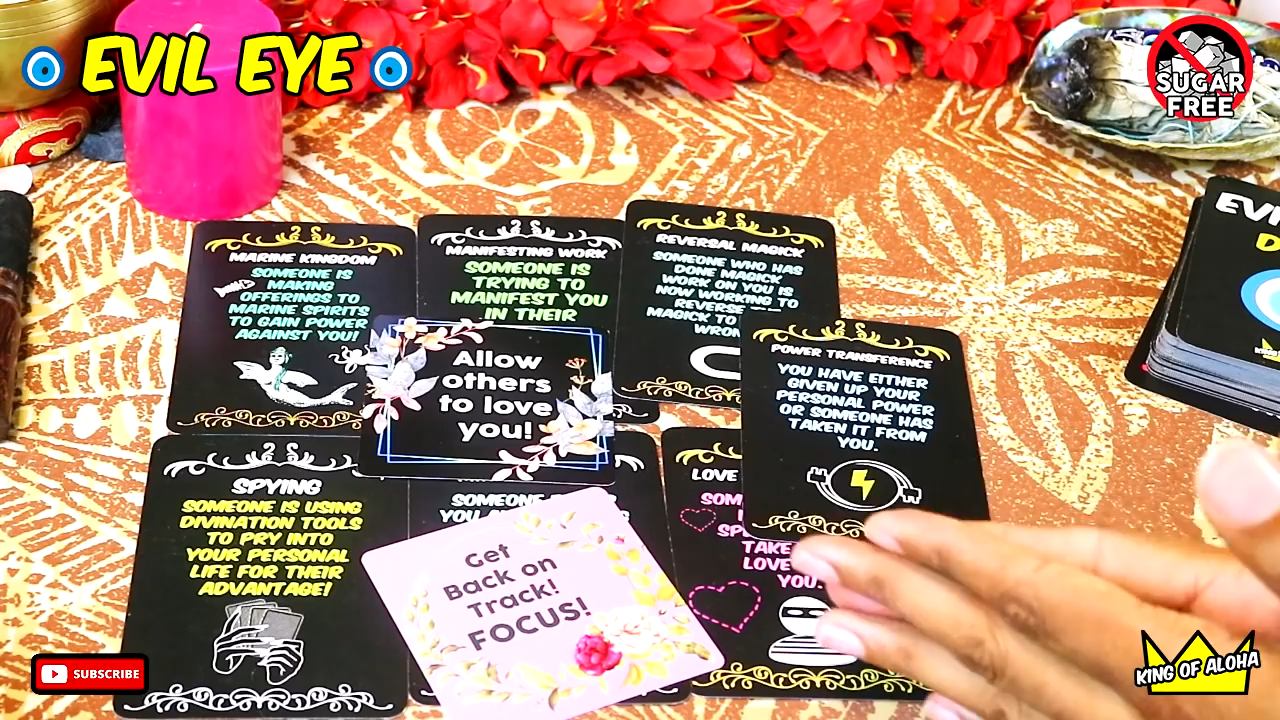 EVIL EYE
SUGAR
FREE
MARINE KINGDOM
SOMEONE IS
MAKING
OFFERINGS TO
MARINE SPIRITS
TO GAIN POWER
AGAINST YOU!
MANIFESTING WORK
SOMEONE IS
TRYING TO
MANIFEST YOU
IN THEIR
REVERSAL MAGICK
SOMEONE WHO HAS
DONE MAGICK
WORK ON YOU IS
NOW WORKING TO
REVERSE
MAGICK TO
Allow
others
to love
you!
POWER TRANSFERENCE
YOU HAVE EITHER
GIVEN UP YOUR
PERSONAL POWER
OR SOMEONE HAS
TAKEN IT FROM
YOU.
SPYING
SOMEONE IS USING
DIVINATION TOOLS
TO PRY INTO
YOUR PERSONAL
LIFE FOR THEIR
ADVANTAGE!
Get
Back on
Track!
FOCUS!
LOVE
LOVE
YOU.
SUBSCRIBE
KING OF ALOHA